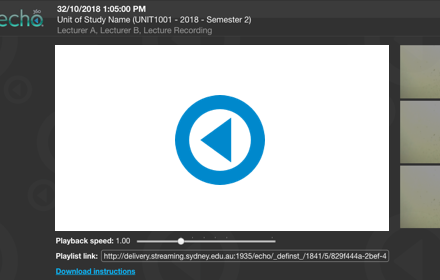 echo360
32/10/2018 1:05:00 PM
Unit of Study Name (UNIT1001 - 2018 - Semester 2)
Lecturer A, Lecturer B, Lecture Recording
Playback speed: 1.00
Playlist link: http://delivery.streaming.sydney.edu.au:1935/echo/_definst_/1841/5/829f444a-2bef-4
Download instructions